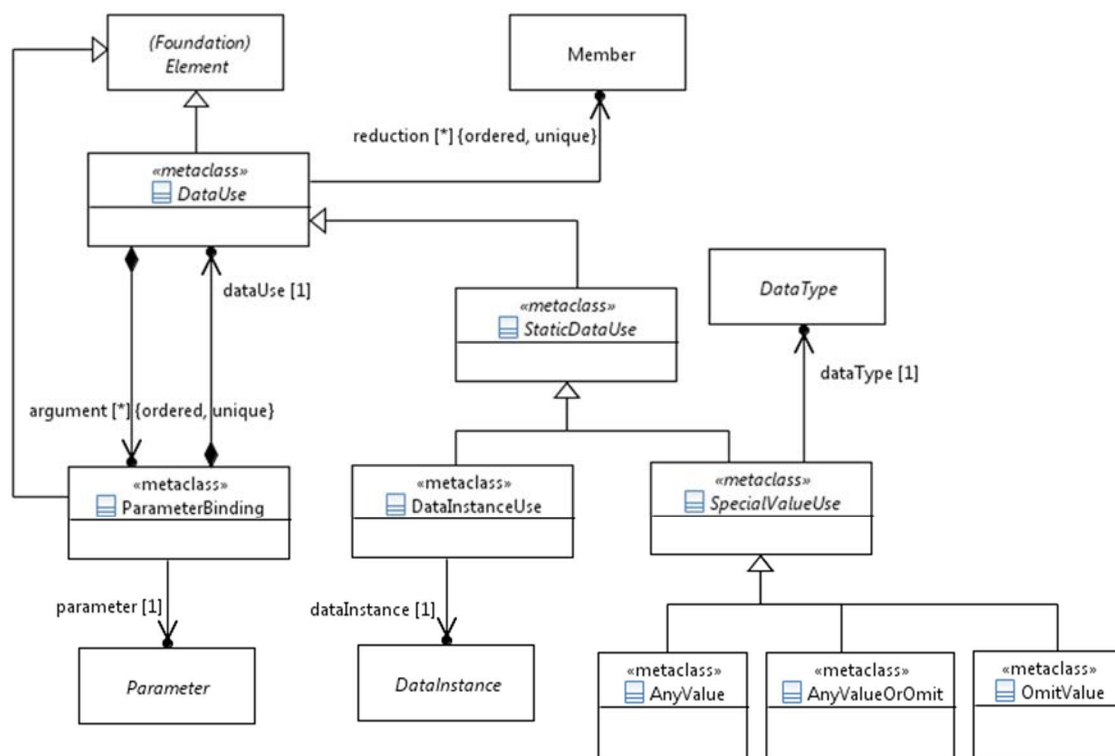 (Foundation)
Element
Member
reduction [*] {ordered, unique}
«metaclass»
DataUse
dataUse [1]
DataType
«metaclass»
StaticDataUse
dataType [1]
argument [*] {ordered, unique}
«metaclass»
ParameterBinding
«metaclass»
DataInstanceUse
«metaclass»
SpecialValueUse
parameter [1]
dataInstance [1]
Parameter
DataInstance
«metaclass»
AnyValue
«metaclass»
AnyValueOrOmit
«metaclass»
OmitValue